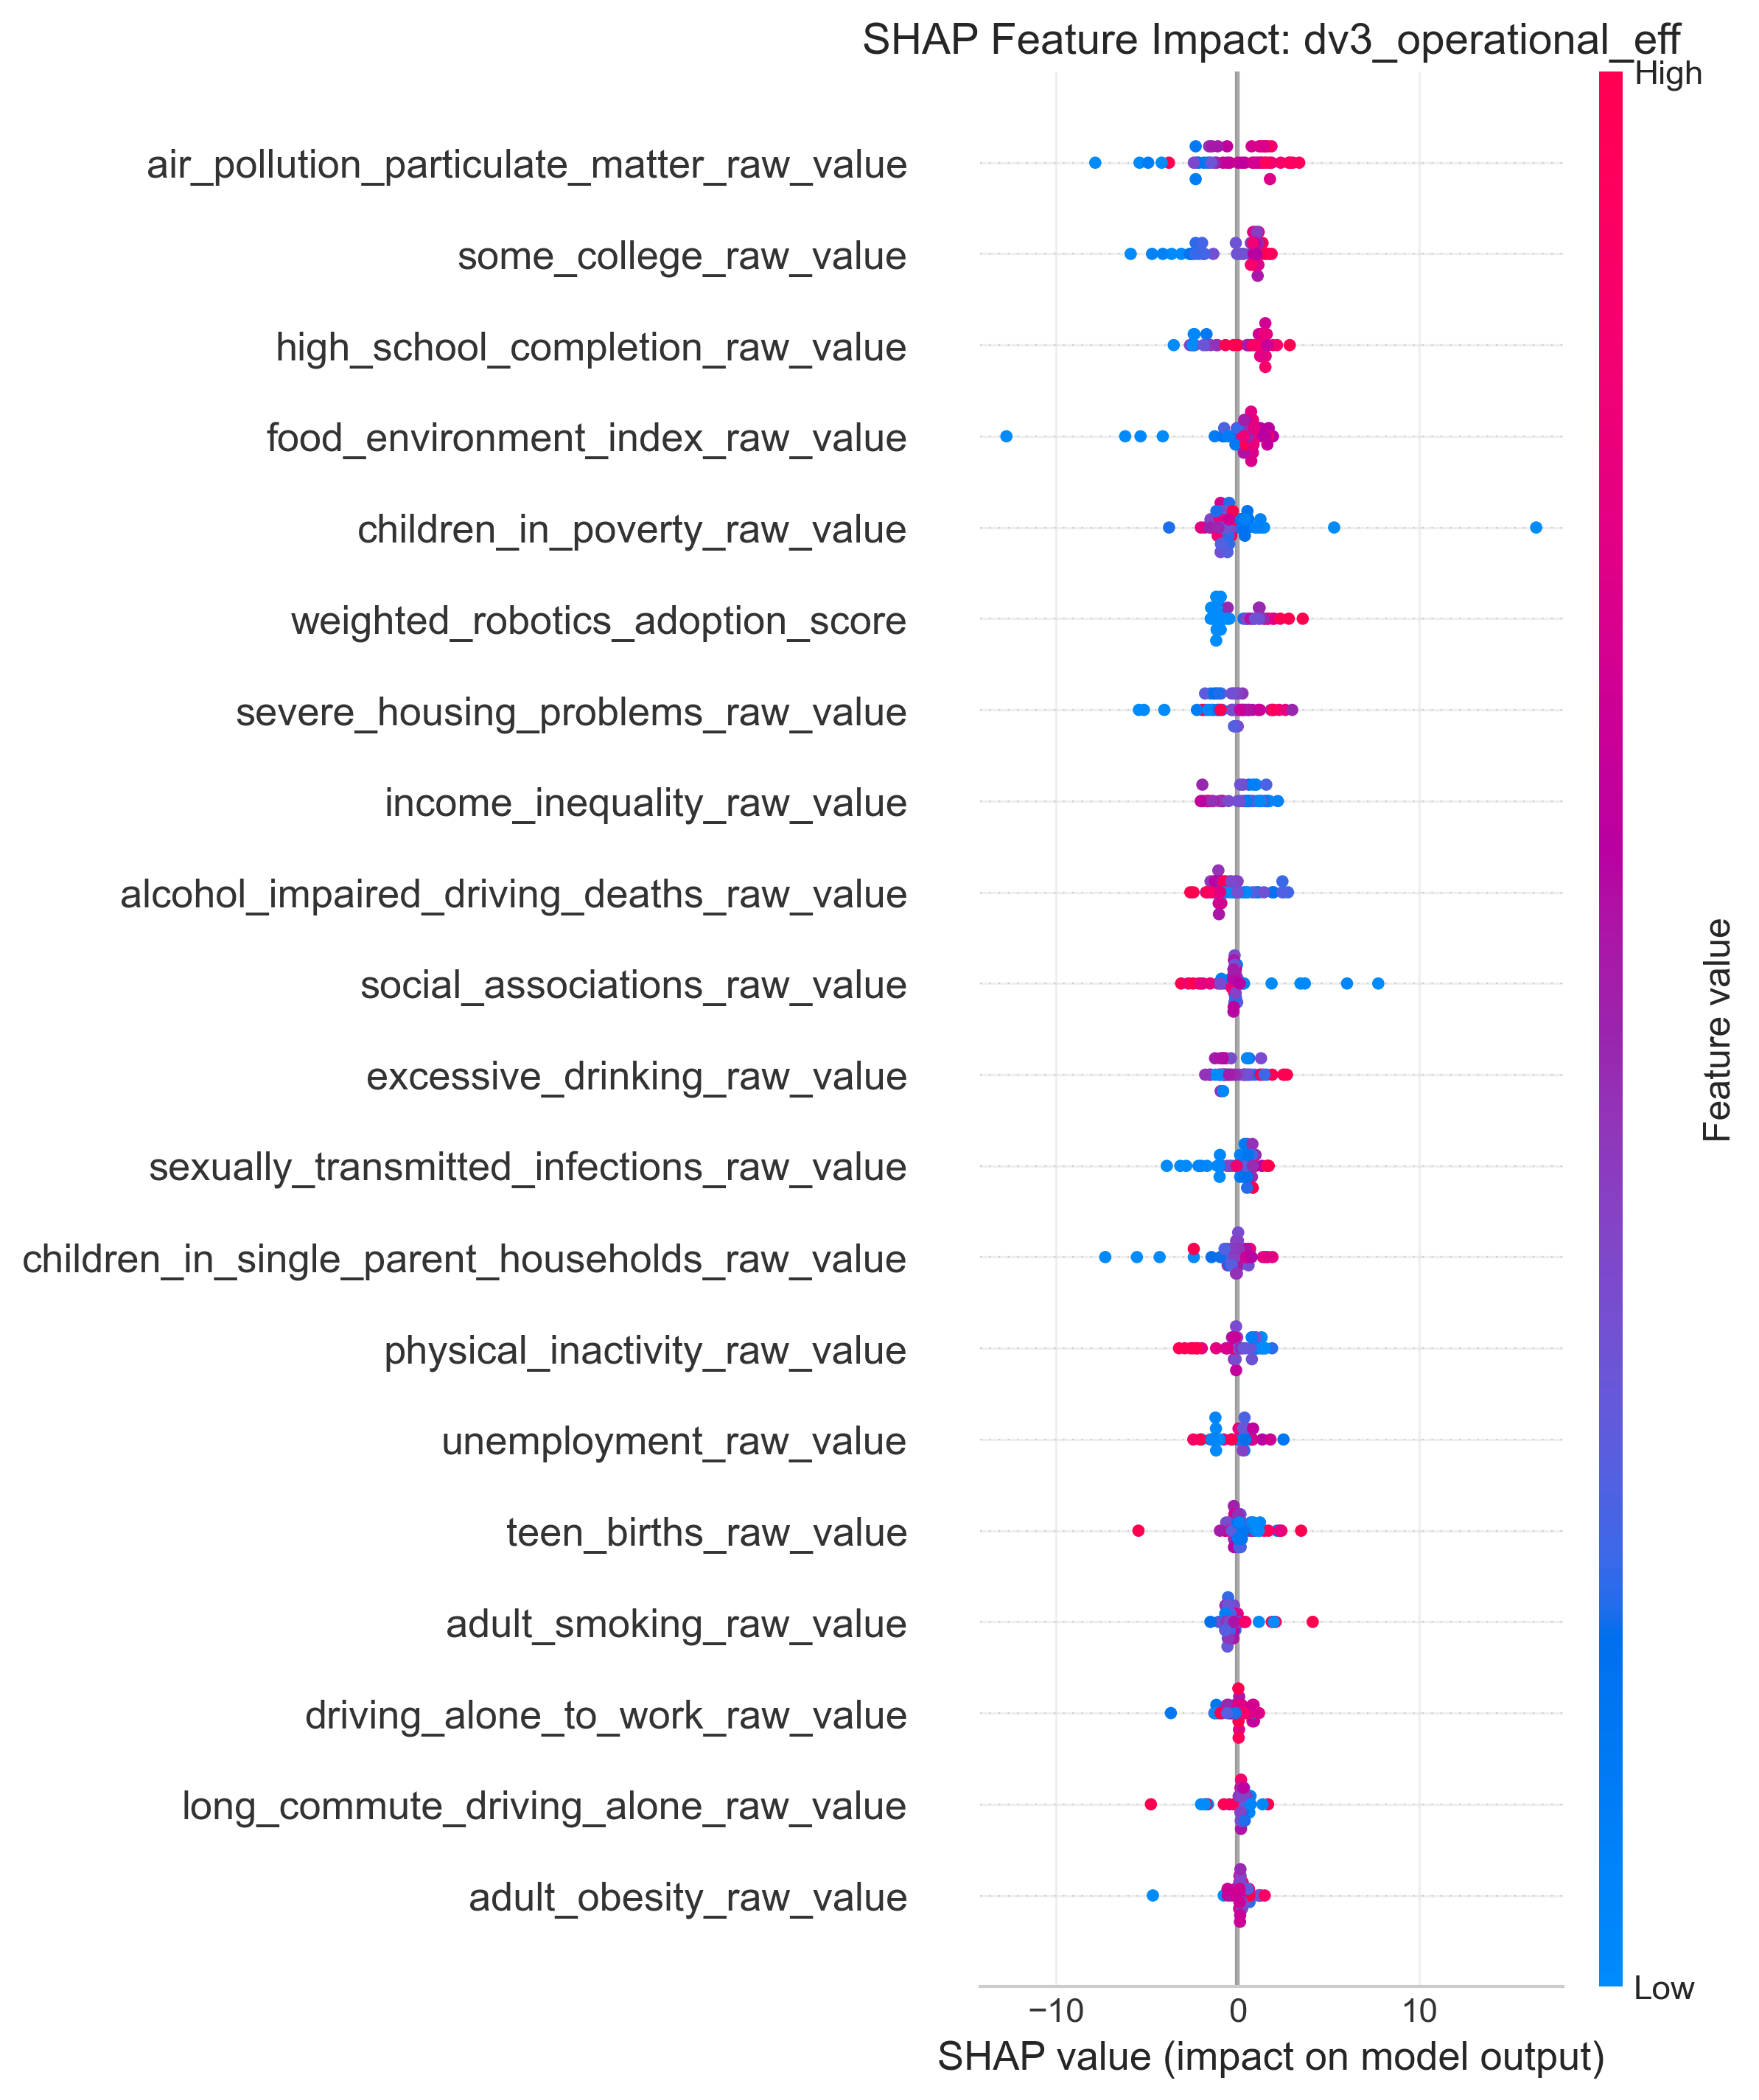 SHAP Feature Impact: dv3_operational_eff
High
air_pollution_particulate_matter_raw_value
some_college_raw_value
high_school_completion_raw_value
food_environment_index_raw_value
children_in_poverty_raw_value
weighted_robotics_adoption_score
severe_housing_problems_raw_value
income_inequality_raw_value
alcohol_impaired_driving_deaths_raw_value
social_associations_raw_value
excessive_drinking_raw_value
sexually_transmitted_infections_raw_value
children_in_single_parent_households_raw_value
physical_inactivity_raw_value
unemployment_raw_value
teen_births_raw_value
adult_smoking_raw_value
driving_alone_to_work_raw_value
long_commute_driving_alone_raw_value
adult_obesity_raw_value
Feature value
Low
−10 0 10
SHAP value (impact on model output)